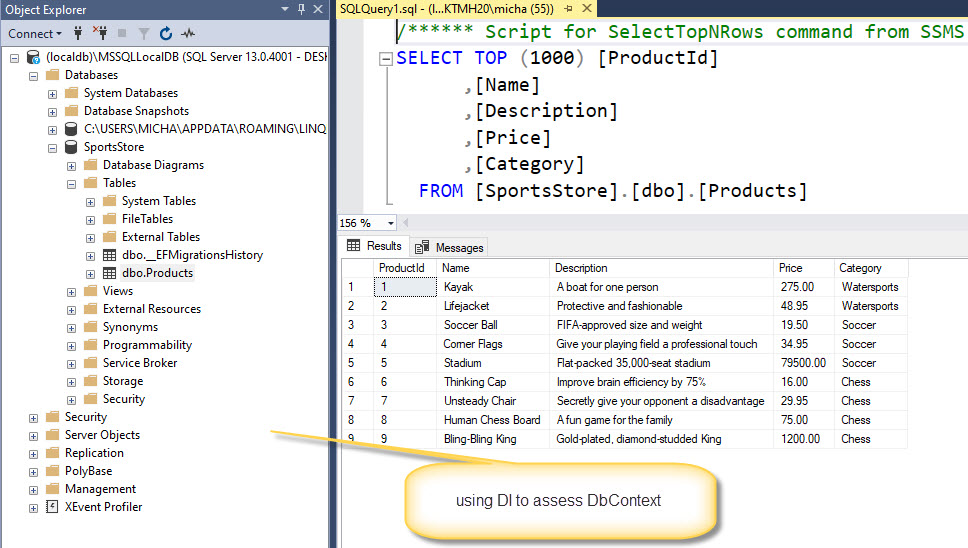 Object Explorer
Connect
(localdb)\MSSQLLocalDB (SQL Server 13.0.4001 - DESK
Databases
System Databases
Database Snapshots
C:\USERS\MICHA\APPDATA\ROAMING\LINQ
SportsStore
Database Diagrams
Tables
System Tables
FileTables
External Tables
dbo.__EFMigrationsHistory
dbo.Products
Views
External Resources
Synonyms
Programmability
Service Broker
Storage
Security
Security
Server Objects
Replication
PolyBase
Management
XEvent Profiler
SQLQuery1.sql - (l...KTMH20\micha (55))
/****** Script for SelectTopNRows command from SSMS
SELECT TOP (1000) [ProductId]
,[Name]
,[Description]
,[Price]
,[Category]
FROM [SportsStore].[dbo].[Products]
156 %
Results Messages
ProductId Name Description Price Category
1 1 Kayak A boat for one person 275.00 Watersports
2 2 Lifejacket Protective and fashionable 48.95 Watersports
3 3 Soccer Ball FIFA-approved size and weight 19.50 Soccer
4 4 Corner Flags Give your playing field a professional touch 34.95 Soccer
5 5 Stadium Flat-packed 35,000-seat stadium 79500.00 Soccer
6 6 Thinking Cap Improve brain efficiency by 75% 16.00 Chess
7 7 Unsteady Chair Secretly give your opponent a disadvantage 29.95 Chess
8 8 Human Chess Board A fun game for the family 75.00 Chess
9 9 Bling-Bling King Gold-plated, diamond-studded King 1200.00 Chess
using DI to assess DbContext